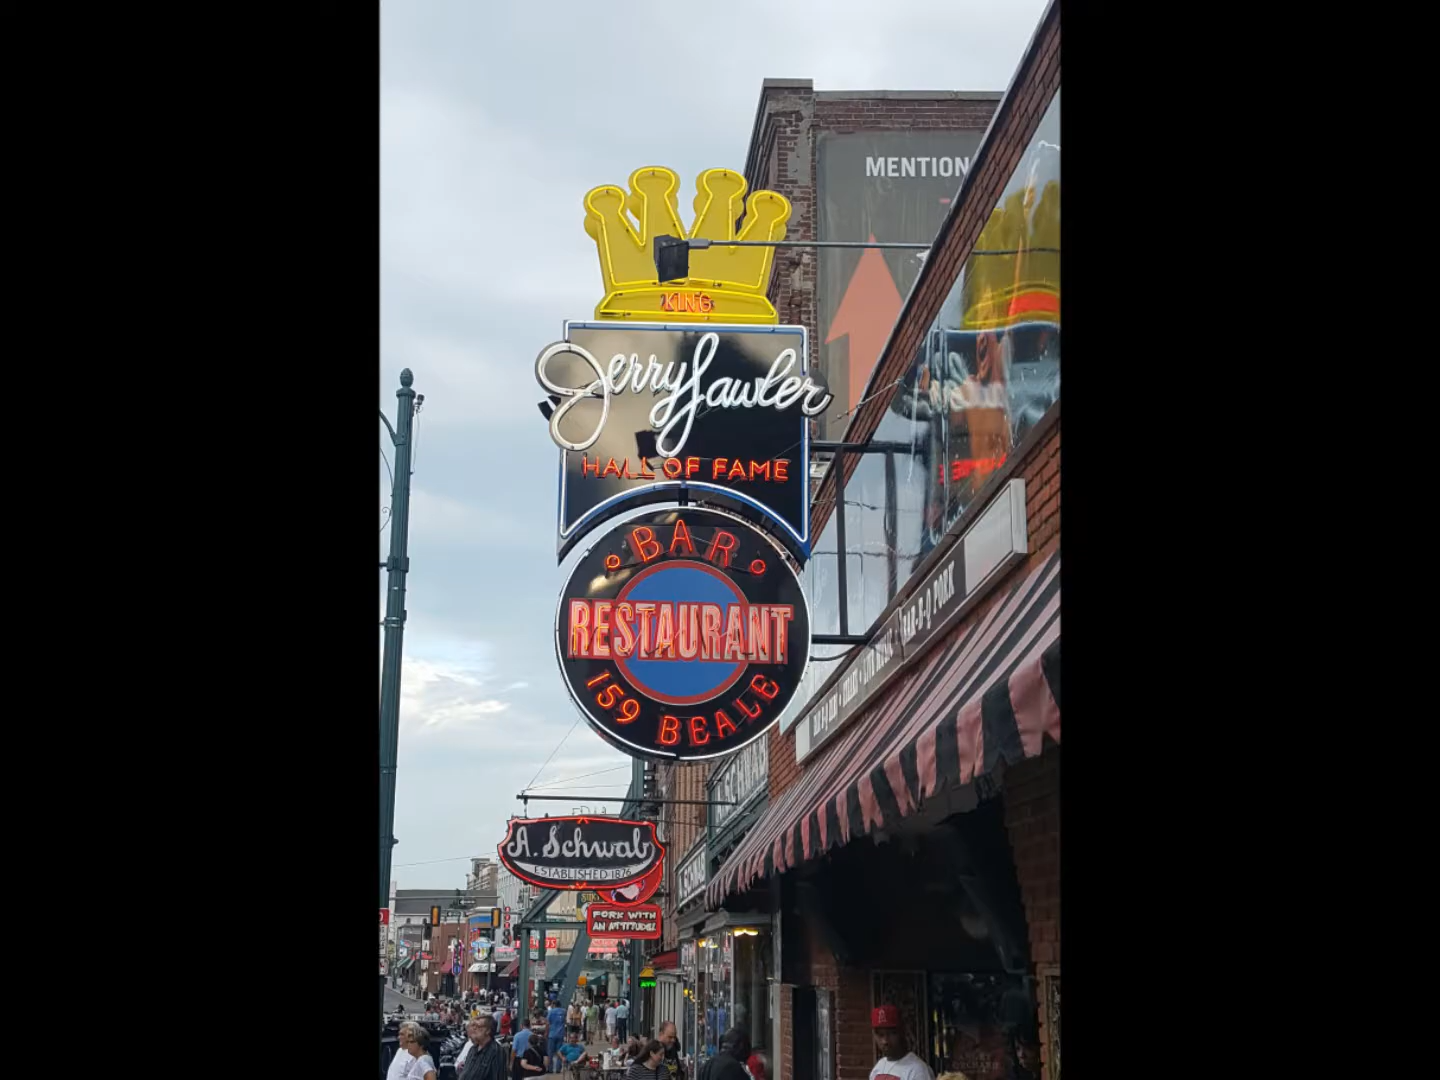 MENTION
KING
Jerry Lawler
HALL OF FAME
BAR
RESTAURANT
159 BEALE
BAR-B-Q PORK
A. Schwab
ESTABLISHED 1876
PORK WITH
AN ATTITUDE